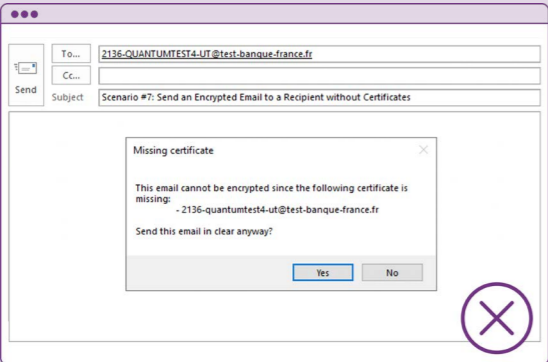 To...
2136-QUANTUMTEST4-UT@test-banque-france.fr
Cc...
Send
Subject
Scenario #7: Send an Encrypted Email to a Recipient without Certificates
Missing certificate
This email cannot be encrypted since the following certificate is
missing:
- 2136-quantumtest4-ut@test-banque-france.fr
Send this email in clear anyway?
Yes
No